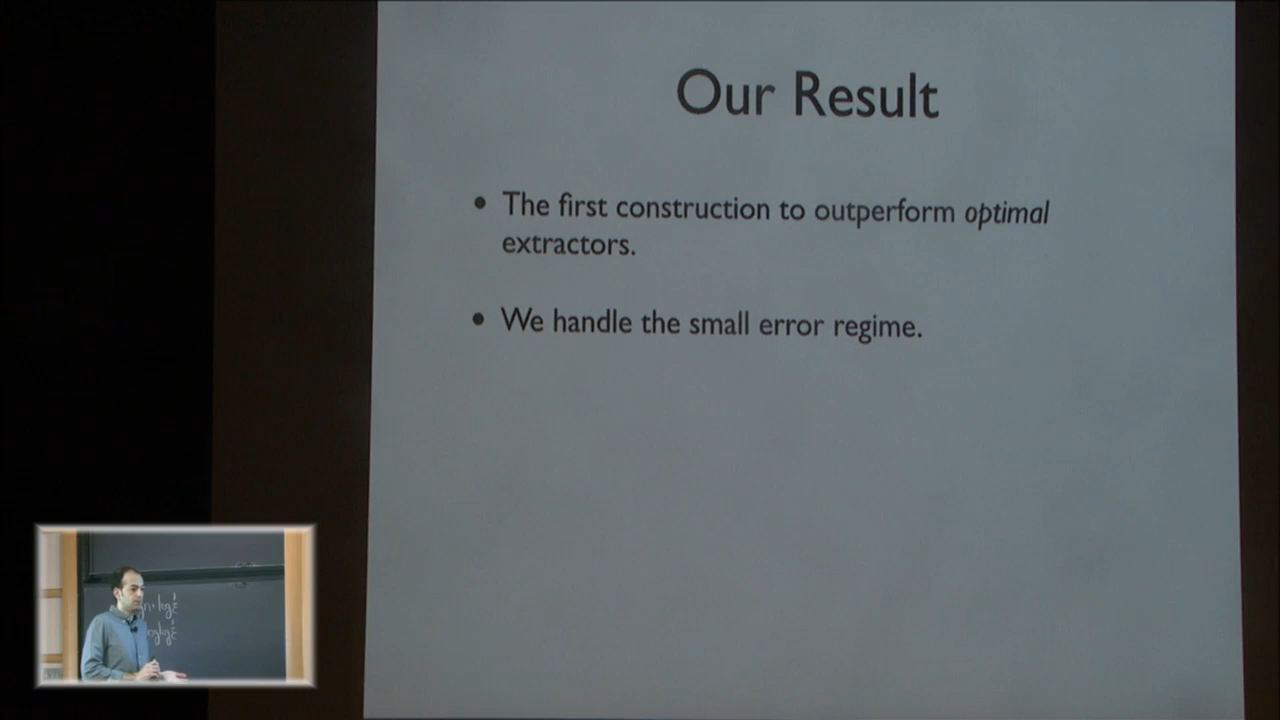 Our Result
• The first construction to outperform optimal
extractors.
• We handle the small error regime.